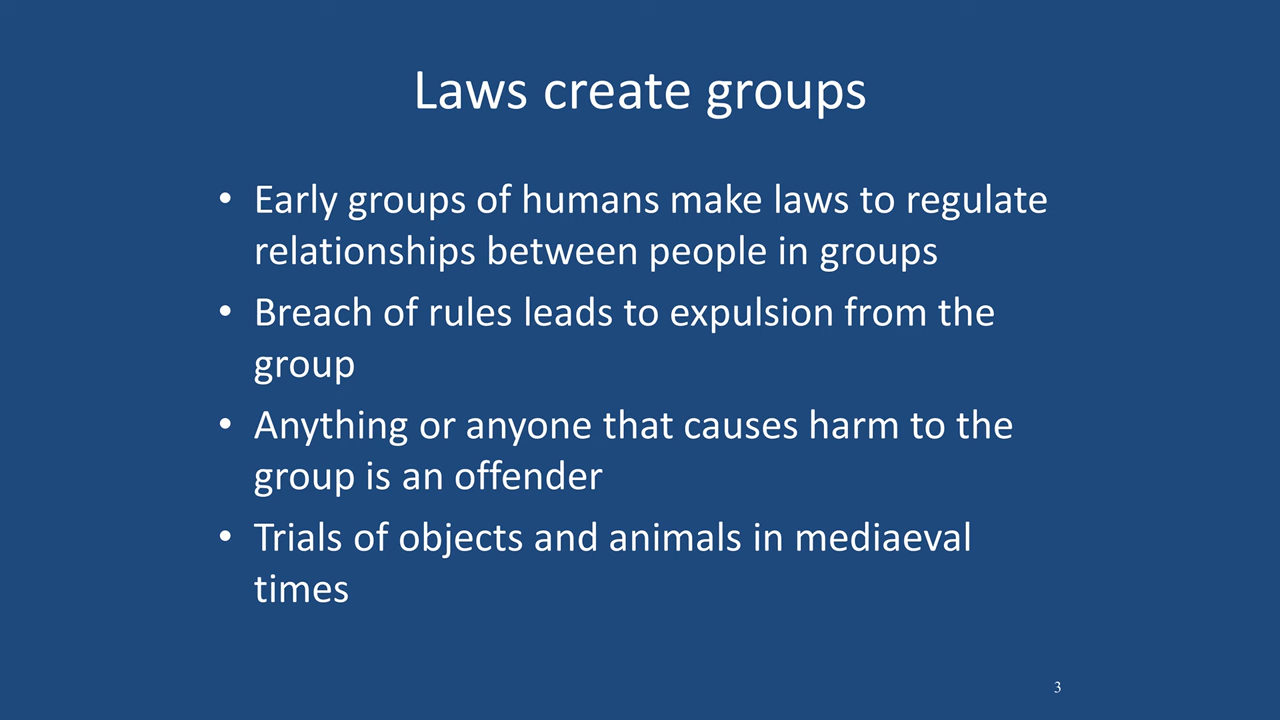 Laws create groups
• Early groups of humans make laws to regulate
relationships between people in groups
• Breach of rules leads to expulsion from the
group
• Anything or anyone that causes harm to the
group is an offender
• Trials of objects and animals in mediaeval
times
3